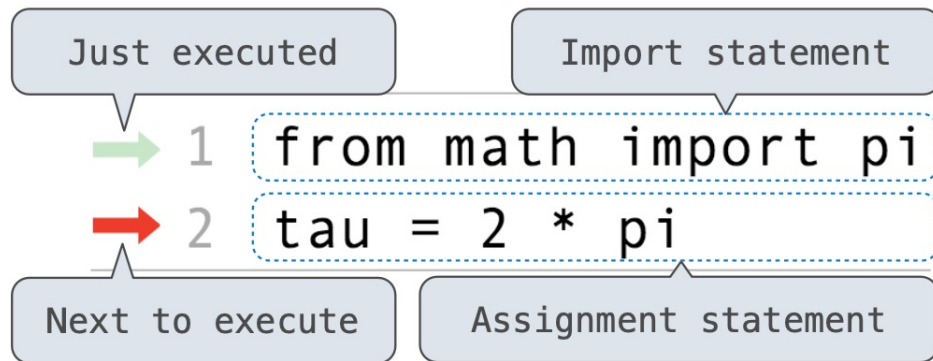 Just executed
Import statement
1 from math import pi
2 tau = 2 * pi
Next to execute
Assignment statement